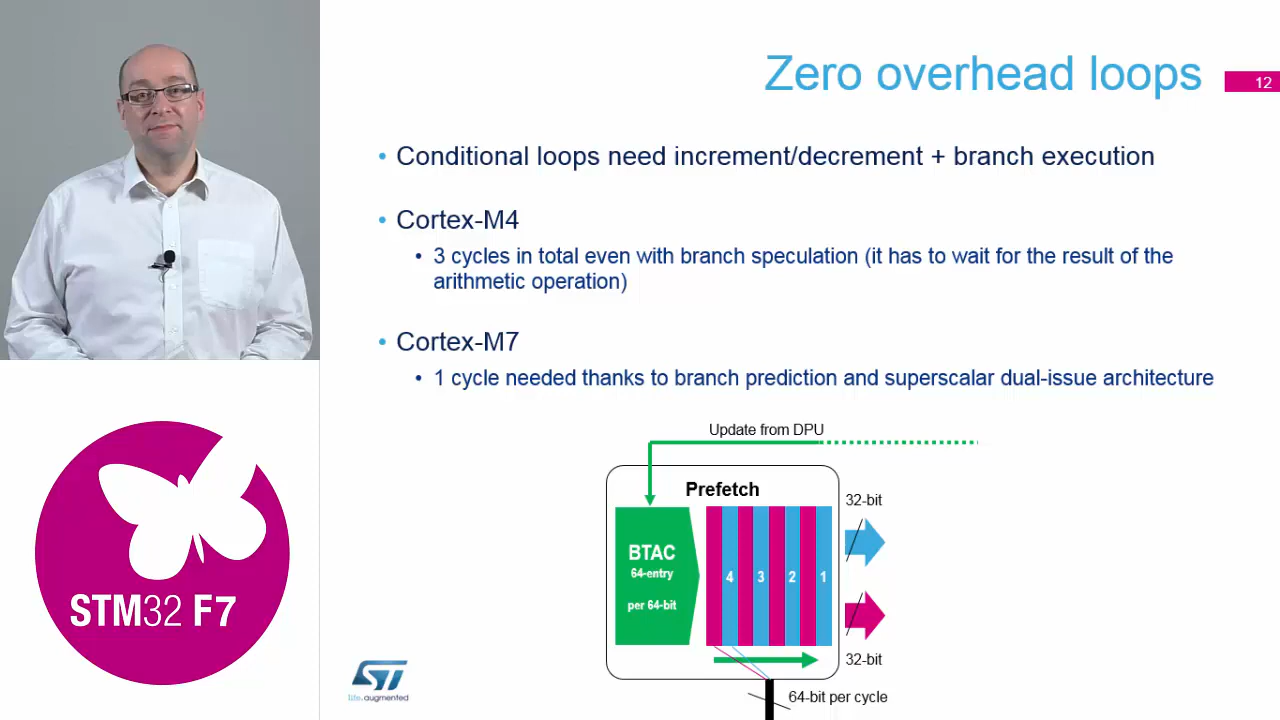 Zero overhead loops
12
• Conditional loops need increment/decrement + branch execution
• Cortex-M4
• 3 cycles in total even with branch speculation (it has to wait for the result of the
arithmetic operation)
• Cortex-M7
• 1 cycle needed thanks to branch prediction and superscalar dual-issue architecture
Update from DPU
Prefetch
32-bit
BTAC
64-entry
per 64-bit
4 3 2 1
32-bit
64-bit per cycle
STM32 F7
ST
life.augmented